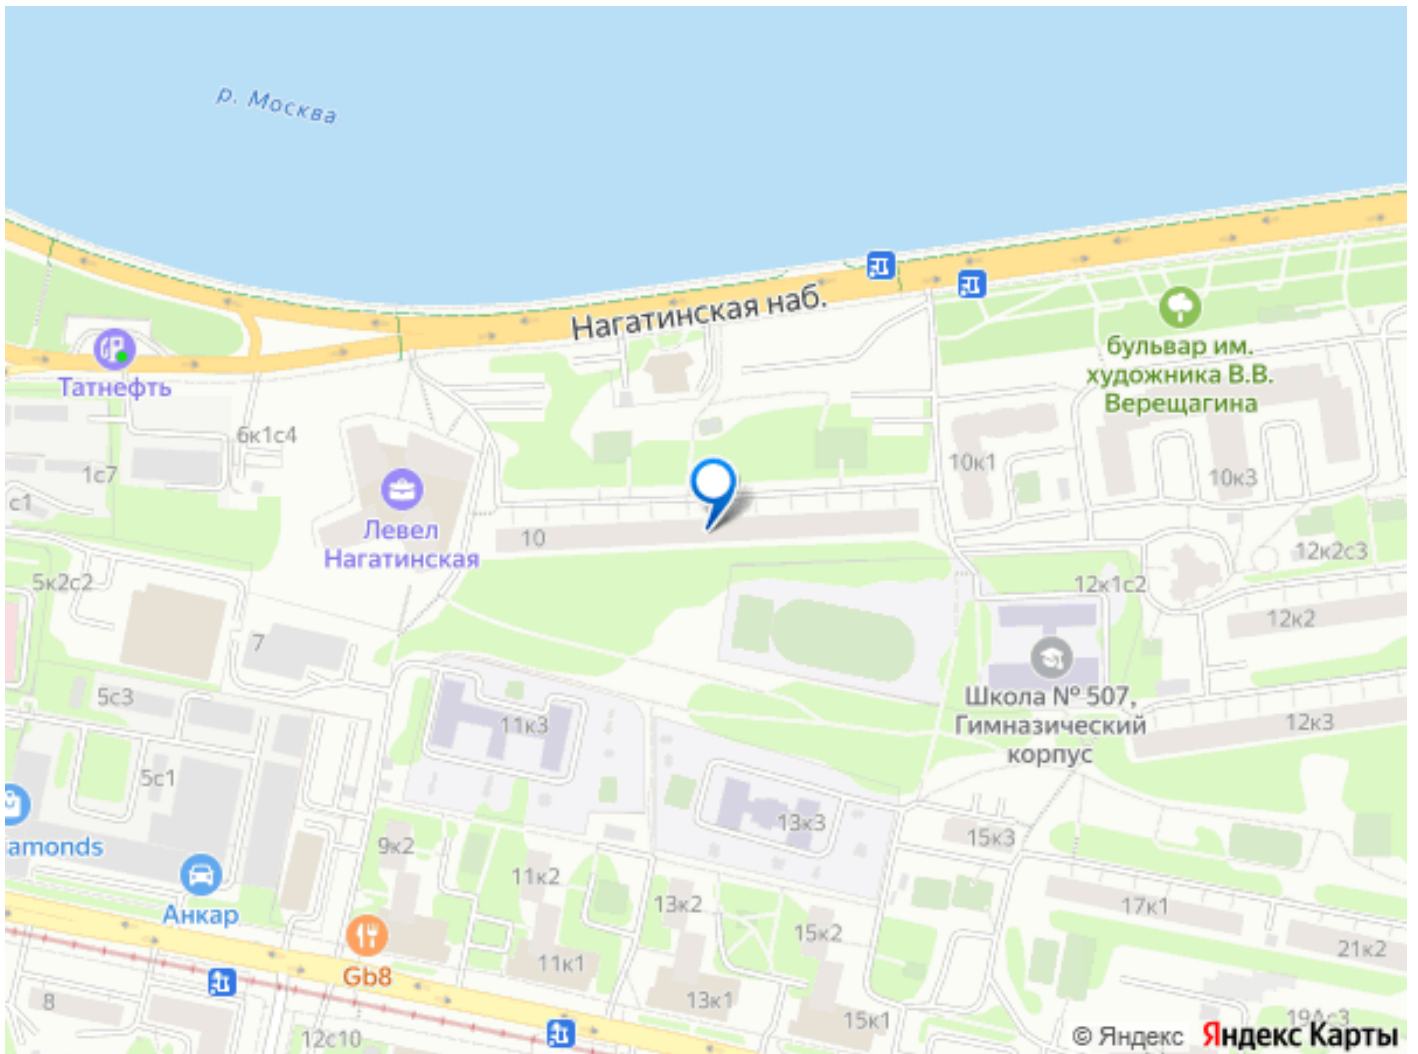 р. Москва
Нагатинская наб.
бульвар им.
художника В.В.
Верещагина
Татнефть
6к1с4
1с7
с1
10к1
10к3
Левел
Нагатинская
10
12к2с3
5к2с2
12к1с2
12к2
7
5с3
Школа № 507,
Гимназический
корпус
11к3
12к3
5с1
13к3
15к3
amonds
9к2
11к2
Анкар
13к2
17к1
15к2
21к2
Gb8
11к1
8
13к1
15к1
19Ас3
12с10
© Яндекс Яндекс Карты